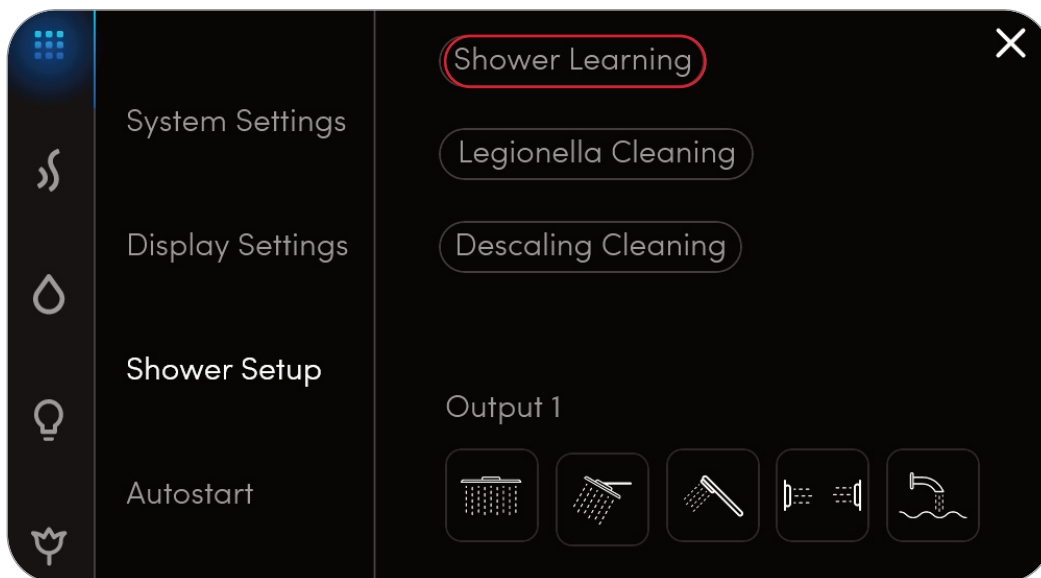 System Settings
Display Settings
Shower Setup
Autostart
Shower Learning
Legionella Cleaning
Descaling Cleaning
Output 1